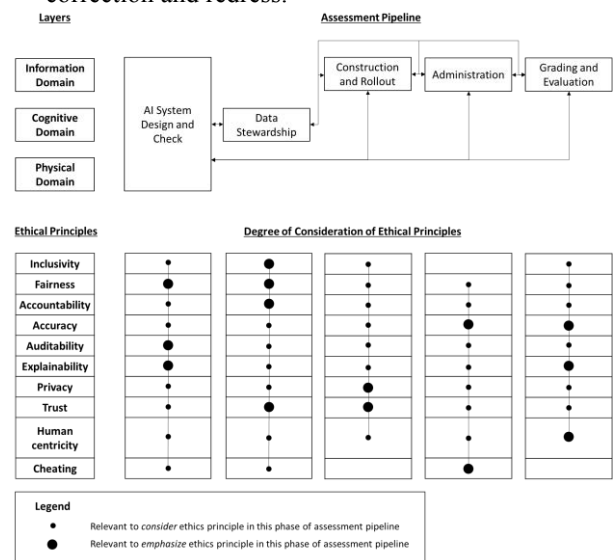 correction and redress.
Layers
Assessment Pipeline
Information
Domain
Cognitive
Domain
Physical
Domain
AI System
Design and
Check
Data
Stewardship
Construction
and Rollout
Administration
Grading and
Evaluation
Ethical Principles
Degree of Consideration of Ethical Principles
Inclusivity
Fairness
Accountability
Accuracy
Auditability
Explainability
Privacy
Trust
Human
centricity
Cheating
Legend
Relevant to consider ethics principle in this phase of assessment pipeline
Relevant to emphasize ethics principle in this phase of assessment pipeline